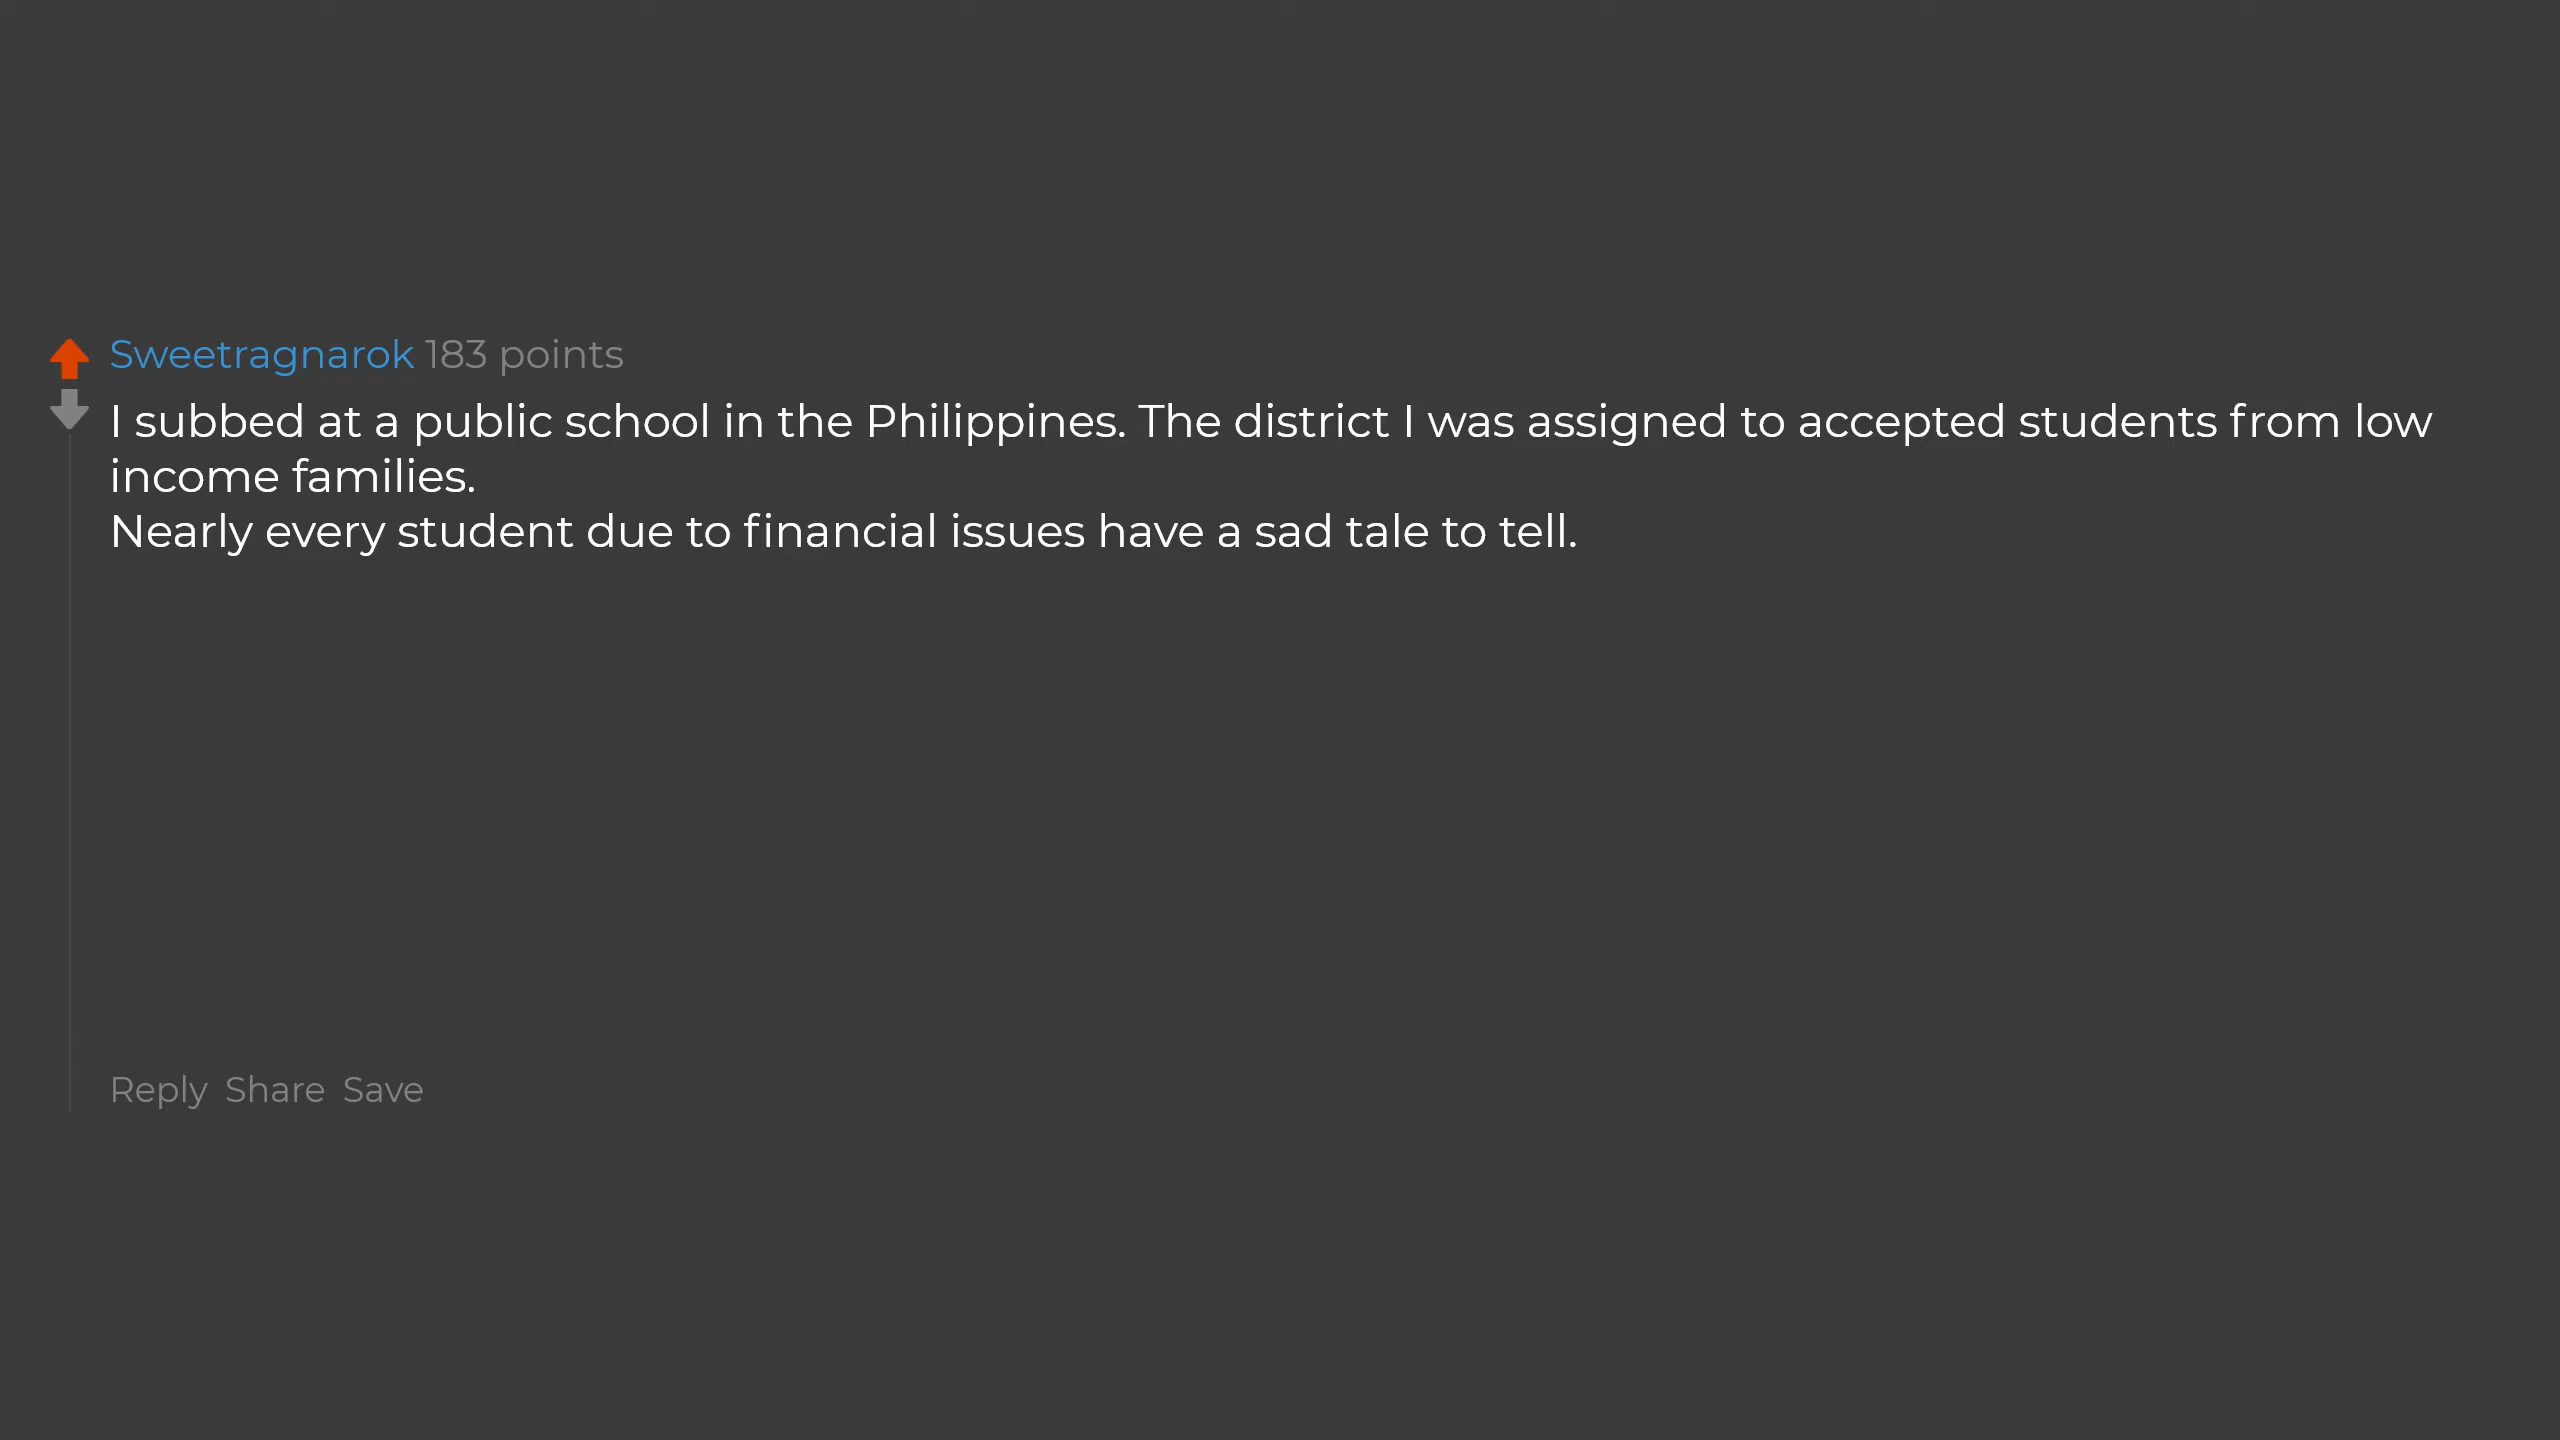 Sweetragnarok 183 points
I subbed at a public school in the Philippines. The district I was assigned to accepted students from low
income families.
Nearly every student due to financial issues have a sad tale to tell.
Reply Share Save